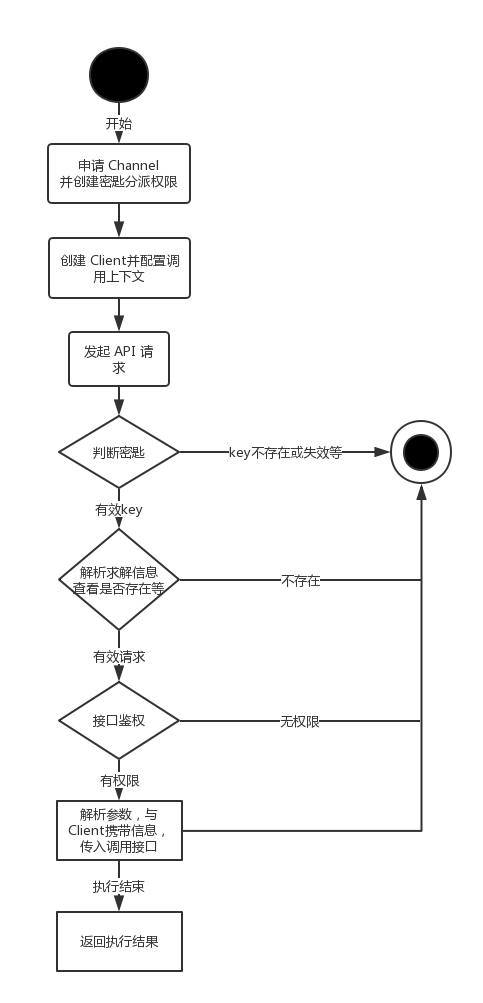 开始
申请 Channel
并创建密匙分派权限
创建 Client并配置调
用上下文
发起 API 请
求
判断密匙
key不存在或失效等
有效key
解析求解信息
查看是否存在等
不存在
有效请求
接口鉴权
无权限
有权限
解析参数，与
Client携带信息，
传入调用接口
执行结束
返回执行结果